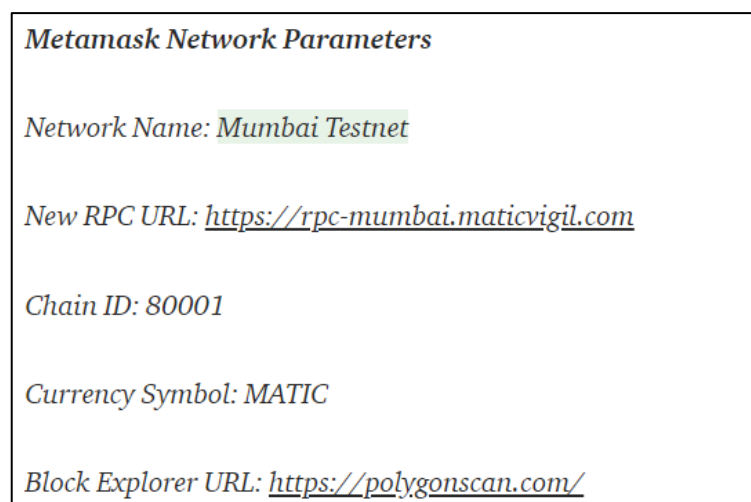 Metamask Network Parameters
Network Name: Mumbai Testnet
New RPC URL: https://rpc-mumbai.maticvigil.com
Chain ID: 80001
Currency Symbol: MATIC
Block Explorer URL: https://polygonscan.com/